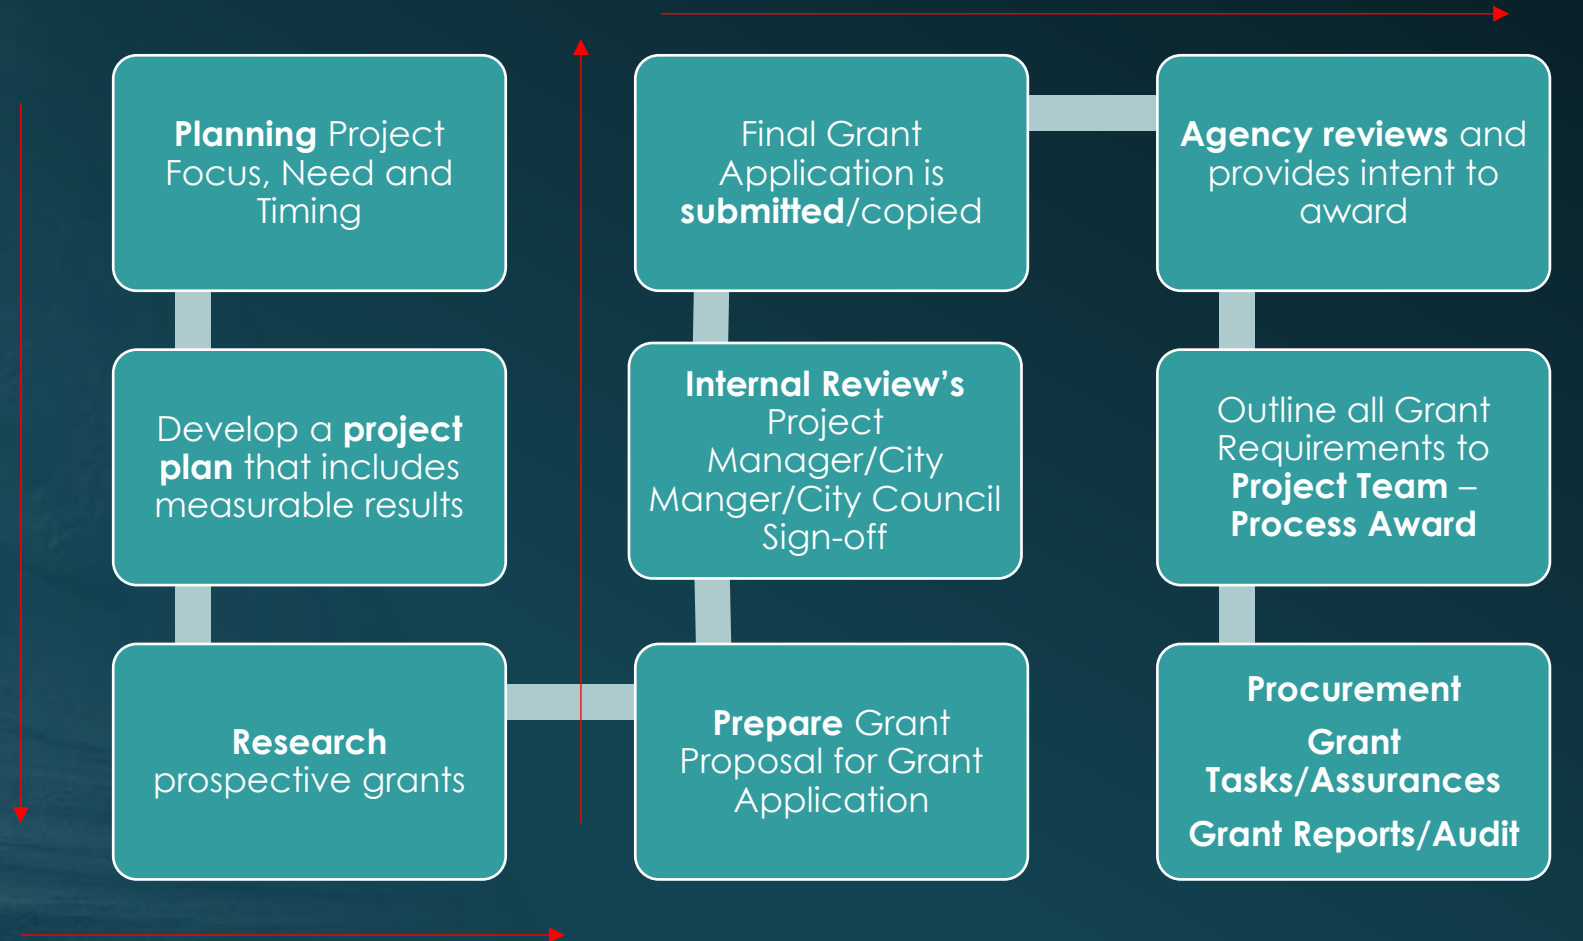 Planning Project
Focus, Need and
Timing
Develop a project
plan that includes
measurable results
Research
prospective grants
Prepare Grant
Proposal for Grant
Application
Internal Review’s
Project
Manager/City
Manger/City Council
Sign-off
Final Grant
Application is
submitted/copied
Agency reviews and
provides intent to
award
Outline all Grant
Requirements to
Project Team –
Process Award
Procurement
Grant
Tasks/Assurances
Grant Reports/Audit